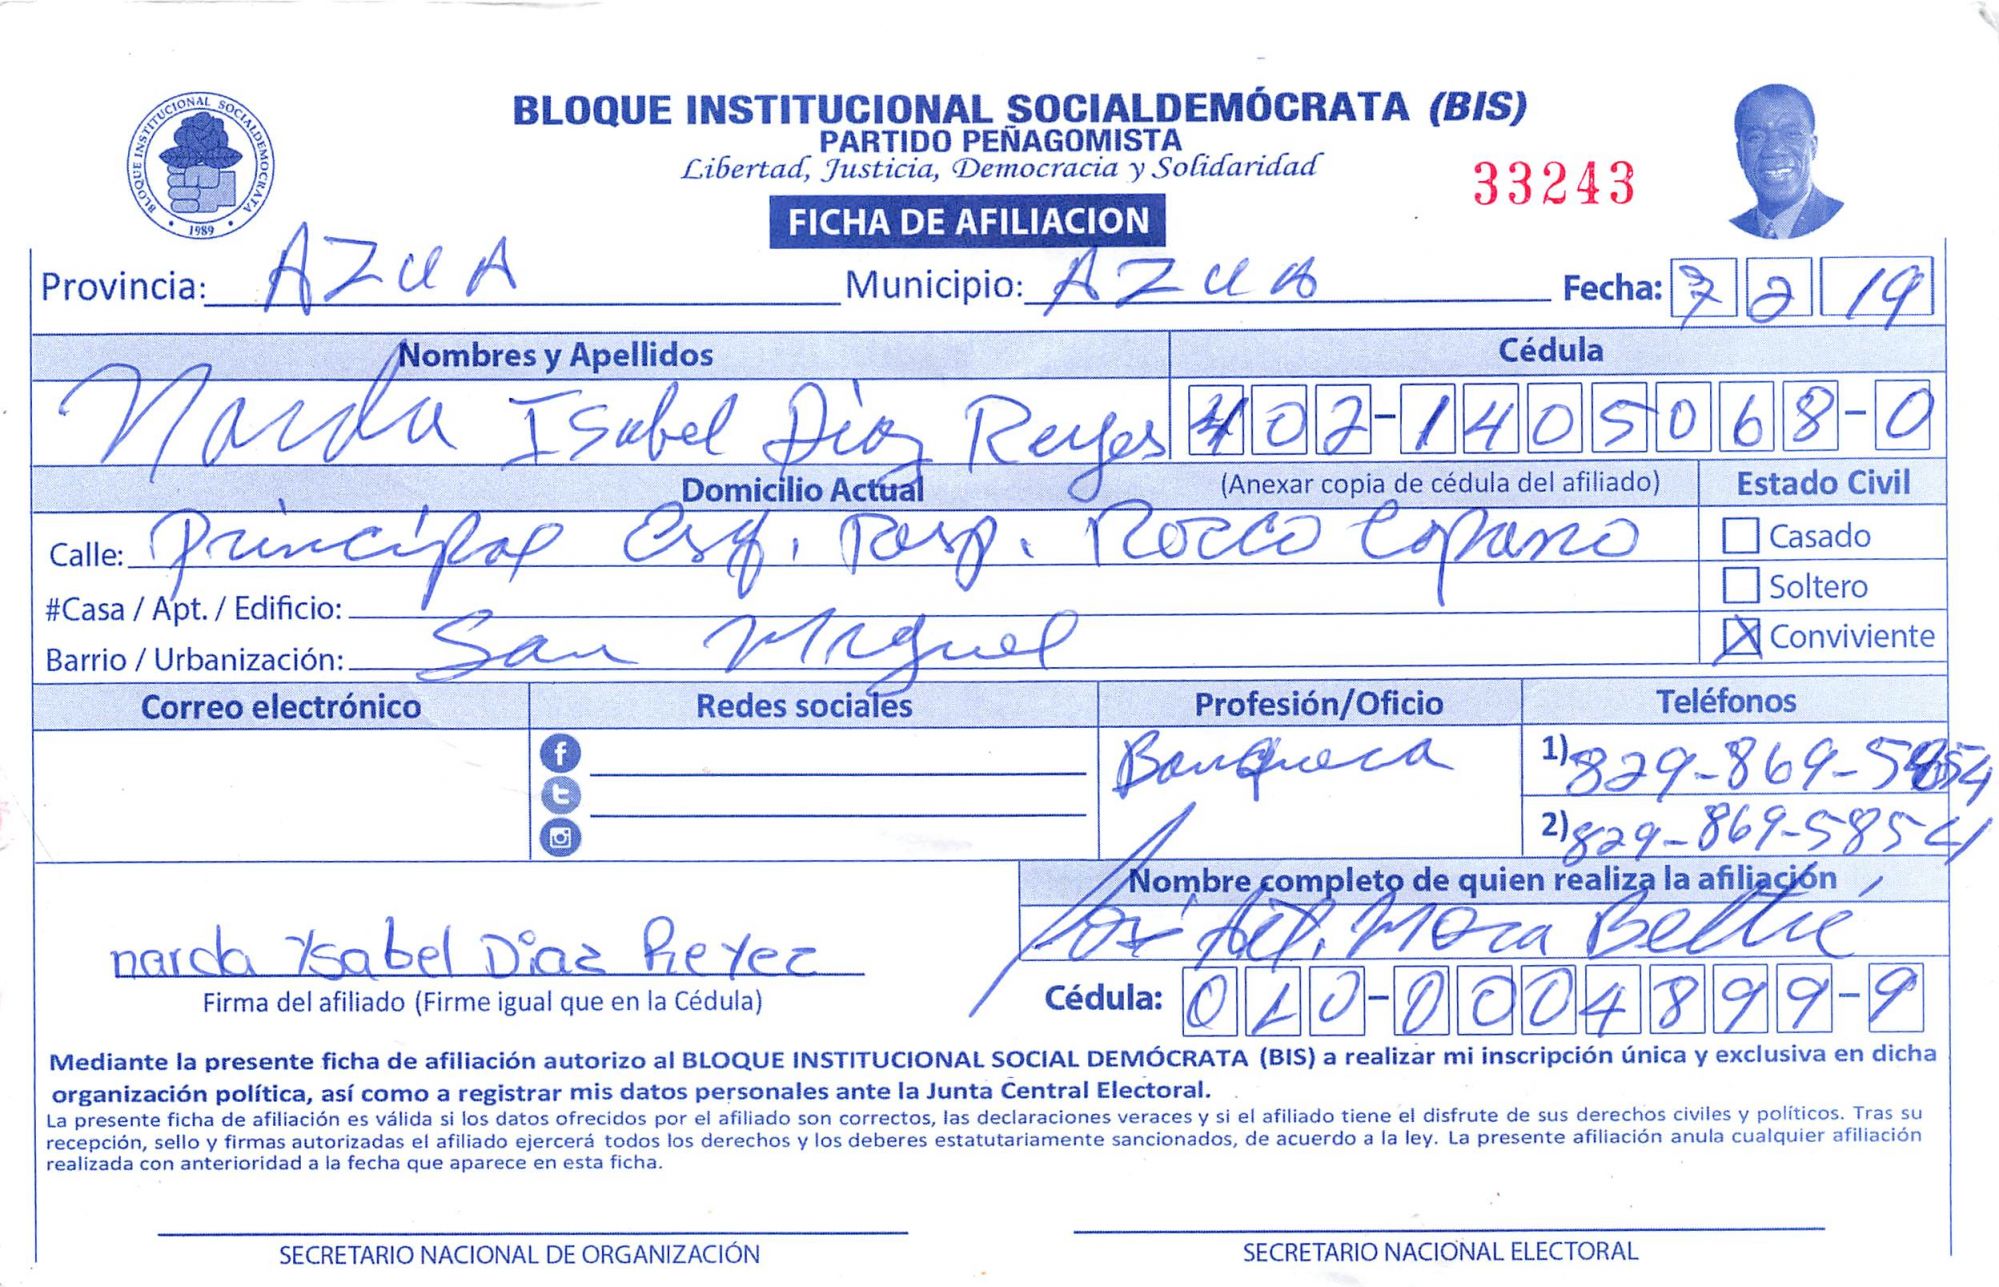 BLOQUE INSTITUCIONAL SOCIALDEMÓCRATA (BIS)
PARTIDO PEÑAGOMISTA
Libertad, Justicia, Democracia y Solidaridad
BLOQUE INSTITUCIONAL SOCIALDEMOCRATA
1989
33243
FICHA DE AFILIACION
Provincia: AZUA Municipio: AZUA Fecha: 7 2 19
Nombres y Apellidos Cédula
Narda Isabel Diaz Reyes 402-1405068-0
Domicilio Actual (Anexar copia de cédula del afiliado) Estado Civil
Calle: Principal Esq. Rocco Casado
#Casa / Apt. / Edificio: Soltero
Barrio / Urbanización: San Miguel X Conviviente
Correo electrónico Redes sociales Profesión/Oficio Teléfonos
1) 829-869-5854
2) 829-869-5854
Nombre completo de quien realiza la afiliación
Mora Beltré
narda Ysabel Diaz Reyez
Firma del afiliado (Firme igual que en la Cédula) Cédula: 010-0004899-9
Mediante la presente ficha de afiliación autorizo al BLOQUE INSTITUCIONAL SOCIAL DEMÓCRATA (BIS) a realizar mi inscripción única y exclusiva en dicha
organización política, así como a registrar mis datos personales ante la Junta Central Electoral.
La presente ficha de afiliación es válida si los datos ofrecidos por el afiliado son correctos, las declaraciones veraces y si el afiliado tiene el disfrute de sus derechos civiles y políticos. Tras su
recepción, sello y firmas autorizadas el afiliado ejercerá todos los derechos y los deberes estatutariamente sancionados, de acuerdo a la ley. La presente afiliación anula cualquier afiliación
realizada con anterioridad a la fecha que aparece en esta ficha.
SECRETARIO NACIONAL DE ORGANIZACIÓN SECRETARIO NACIONAL ELECTORAL